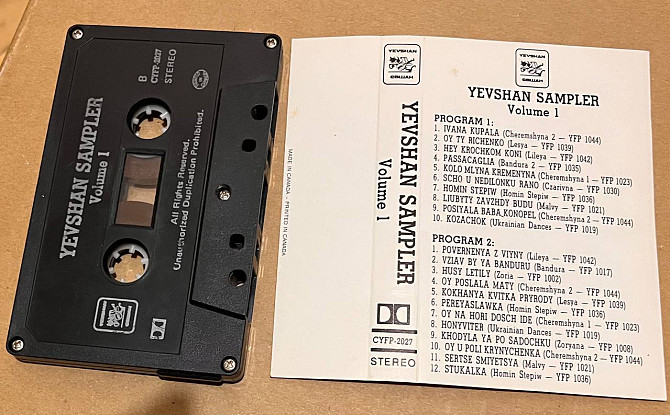 YEVSHAN SAMPLER
Volume 1
B
CYFP-2027
STEREO
All Rights Reserved.
Unauthorized Duplication Prohibited.
MADE IN CANADA - PRINTED IN CANADA
YEVSHAN
ЄВШАН
YEVSHAN SAMPLER
Volume 1
CYFP-2027
STEREO
YEVSHAN
ЄВШАН
YEVSHAN SAMPLER
Volume 1
PROGRAM 1:
1. IVANA KUPALA (Cheremshyna 2 — YFP 1044)
2. OY TY RICHENKO (Lesya — YFP 1039)
3. HEY KROCHKOM KONI (Lileya — YFP 1042)
4. PASSACAGLIA (Bandura 2 — YFP 1035)
5. KOLO MLYNA KREMENYNA (Cheremshyna 1 — YFP 1023)
6. SCHO U NEDILONKU RANO (Czarivna — YFP 1030)
7. HOMIN STEPIW (Homin Stepiw — YFP 1036)
8. LIUBYTY ZAVZHDY BUDU (Malvy — YFP 1021)
9. POSIYALA BABA KONOPEL (Cheremshyna 2 — YFP 1044)
10. KOZACHOK (Ukrainian Dances — YFP 1019)
PROGRAM 2:
1. POVERNENYA Z VIYNY (Lileya — YFP 1042)
2. VZIAV BY YA BANDURU (Bandura — YFP 1017)
3. HUSY LETILY (Zoria — YFP 1002)
4. OY POSLALA MATY (Cheremshyna 2 — YFP 1044)
5. KOKHANYA KVITKA PRYRODY (Lesya — YFP 1039)
6. PEREYASLAWKA (Homin Stepiw — YFP 1036)
7. OY NA HORI DOSCH IDE (Cheremshyna 1 — YFP 1023)
8. HONYVITER (Ukrainian Dances — YFP 1019)
9. KHODYLA YA PO SADOCHKU (Zoryana — YFP 1008)
10. OY U POLI KRYNYCHENKA (Cheremshyna 2 — YFP 1044)
11. SERTSE SMIYETSYA (Malvy — YFP 1021)
12. STUKALKA (Homin Stepiw — YFP 1036)